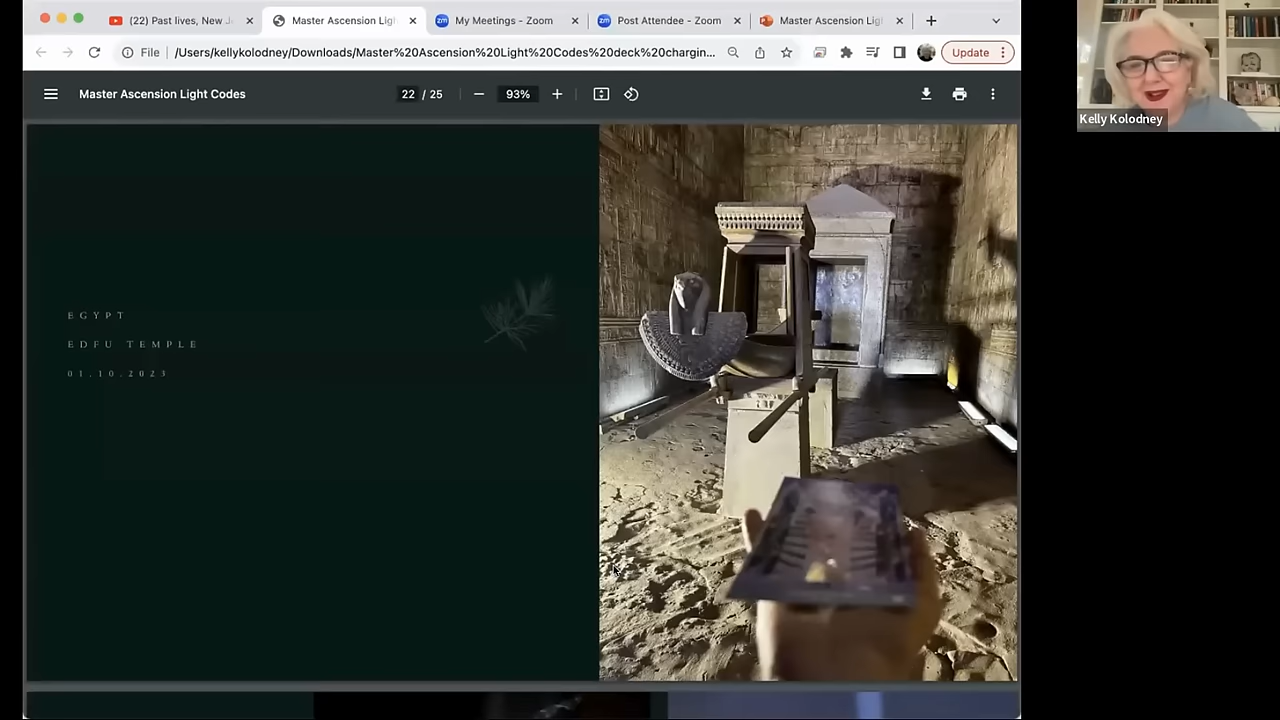 (22) Past lives, New J
Master Ascension Ligh
My Meetings - Zoom
Post Attendee - Zoom
Master Ascension Ligh
File
/Users/kellykolodney/Downloads/Master%20Ascension%20Light%20Codes%20deck%20chargin...
Update
Master Ascension Light Codes
22 / 25
93%
Kelly Kolodney
EGYPT
EDFU TEMPLE
01.10.2023